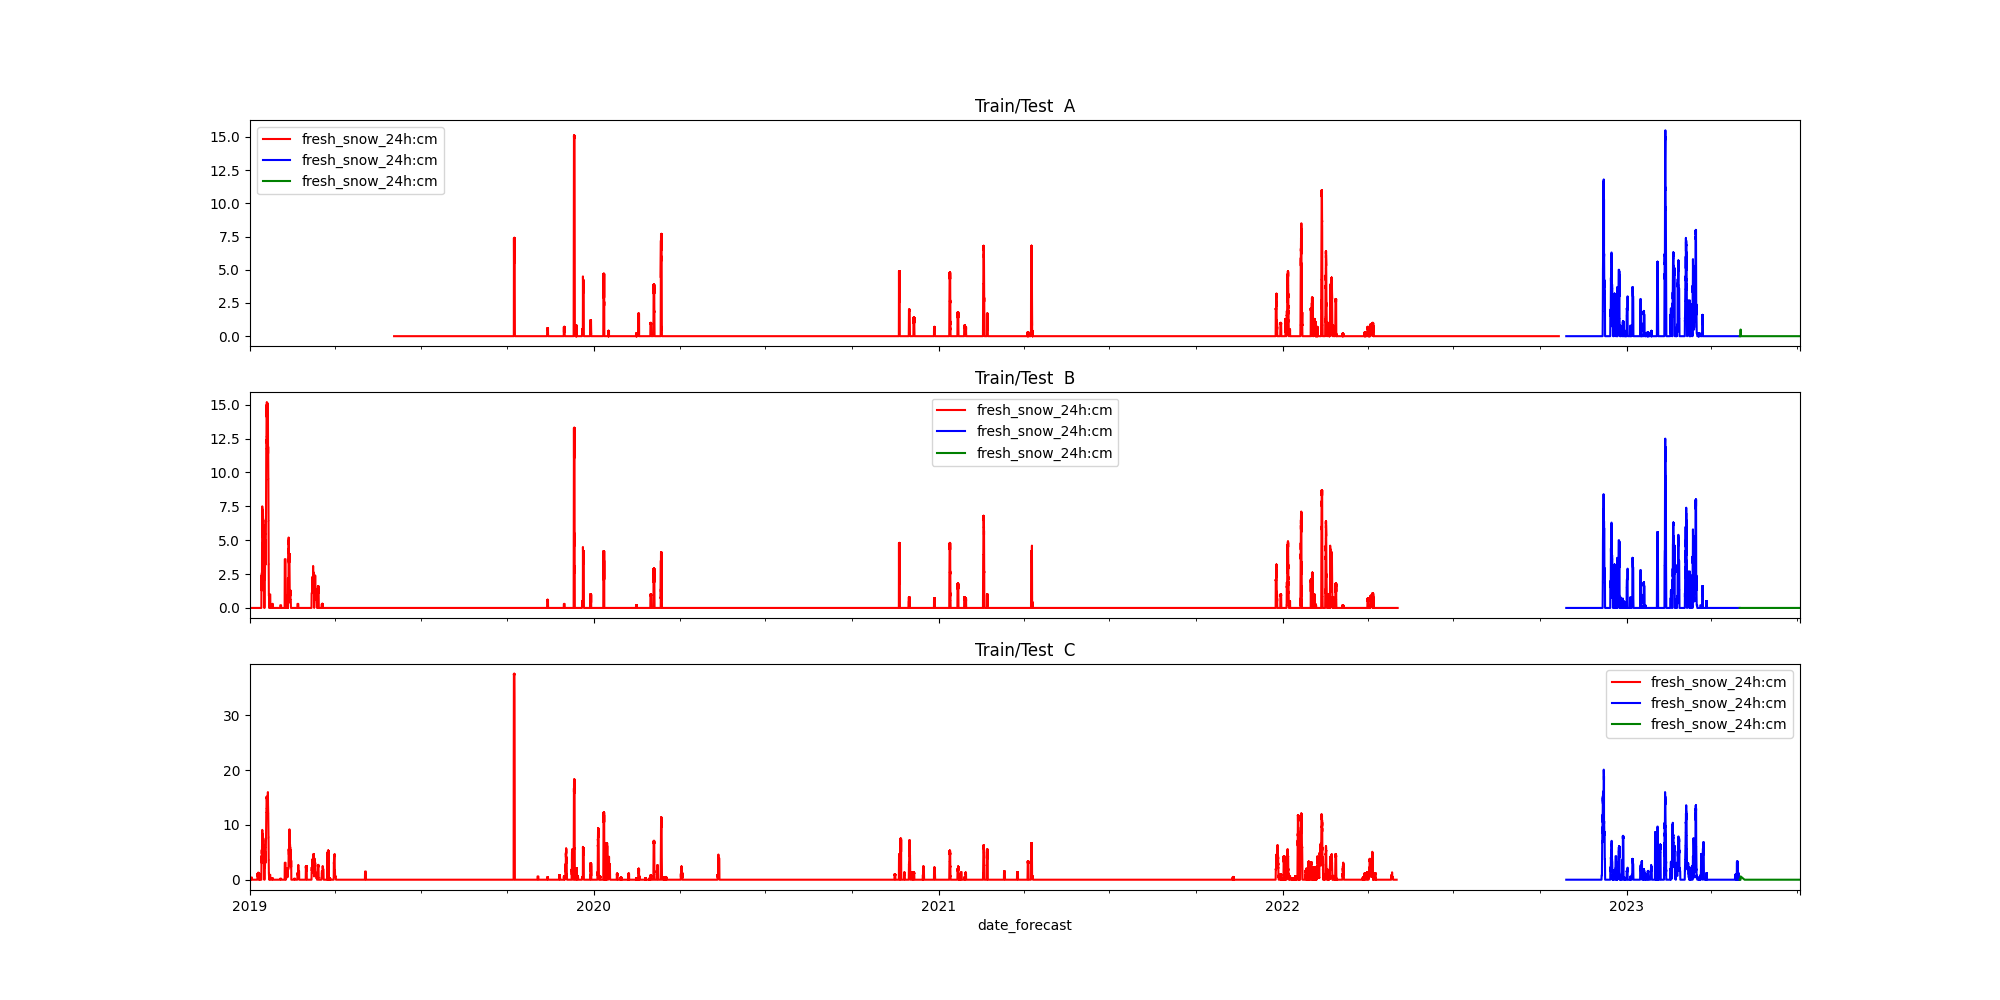 Train/Test  A
15.0
12.5
10.0
7.5
5.0
2.5
0.0
fresh_snow_24h:cm
fresh_snow_24h:cm
fresh_snow_24h:cm
Train/Test  B
15.0
12.5
10.0
7.5
5.0
2.5
0.0
fresh_snow_24h:cm
fresh_snow_24h:cm
fresh_snow_24h:cm
Train/Test  C
30
20
10
0
fresh_snow_24h:cm
fresh_snow_24h:cm
fresh_snow_24h:cm
2019 2020 2021 2022 2023
date_forecast